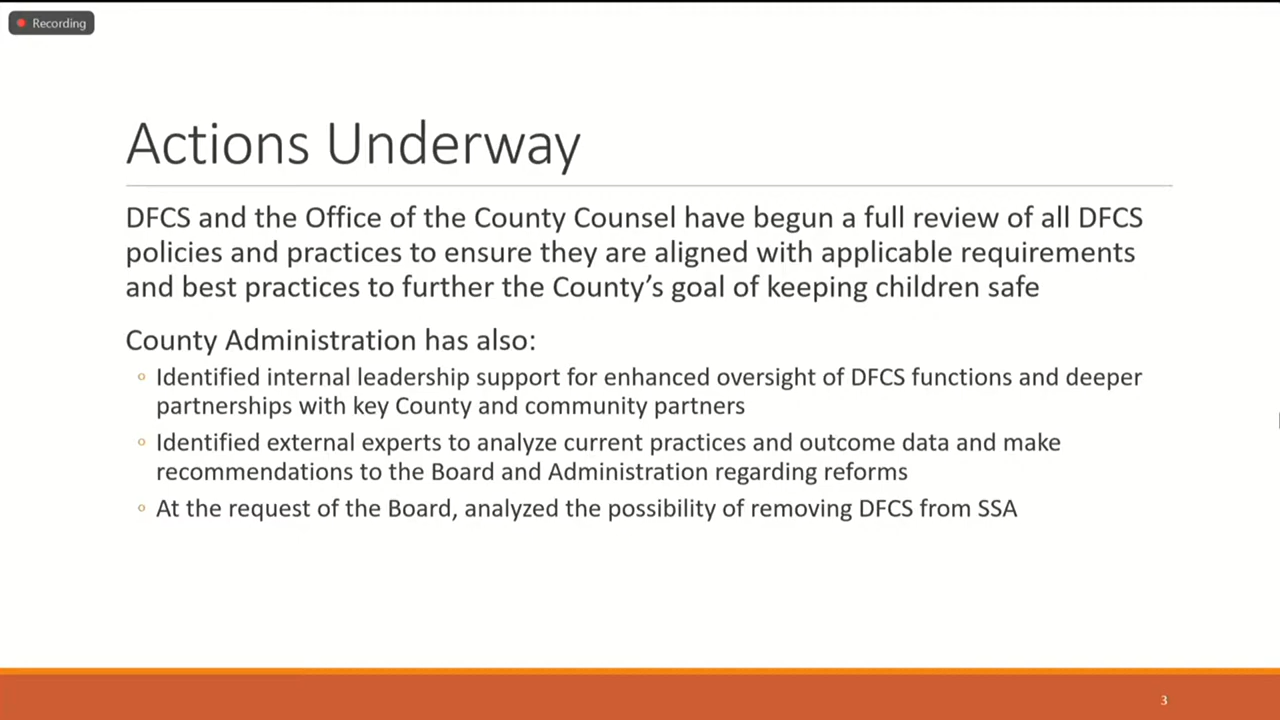 Recording
Actions Underway
DFCS and the Office of the County Counsel have begun a full review of all DFCS
policies and practices to ensure they are aligned with applicable requirements
and best practices to further the County’s goal of keeping children safe
County Administration has also:
Identified internal leadership support for enhanced oversight of DFCS functions and deeper
partnerships with key County and community partners
Identified external experts to analyze current practices and outcome data and make
recommendations to the Board and Administration regarding reforms
At the request of the Board, analyzed the possibility of removing DFCS from SSA
3